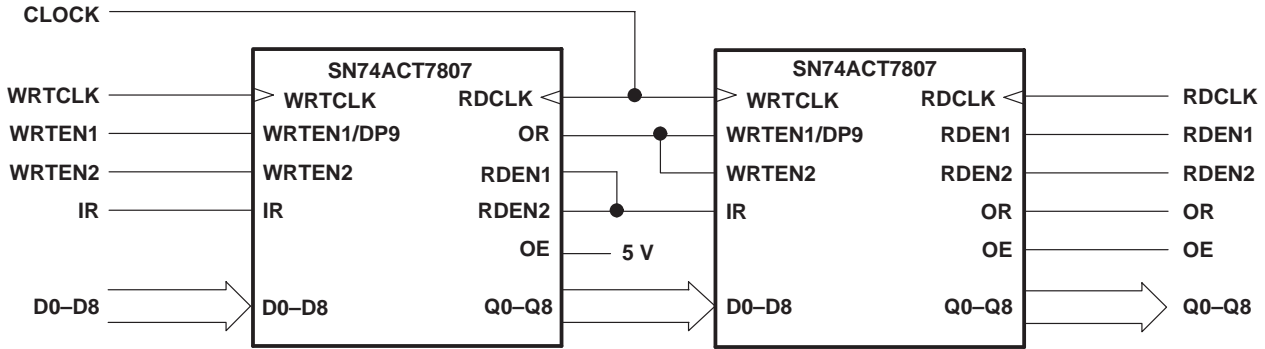 CLOCK
SN74ACT7807 SN74ACT7807
WRTCLK WRTCLK RDCLK WRTCLK RDCLK RDCLK
WRTEN1 WRTEN1/DP9 OR WRTEN1/DP9 RDEN1 RDEN1
WRTEN2 WRTEN2 RDEN1 WRTEN2 RDEN2 RDEN2
IR IR RDEN2 IR OR OR
OE 5 V OE OE
D0–D8 D0–D8 Q0–Q8 D0–D8 Q0–Q8 Q0–Q8